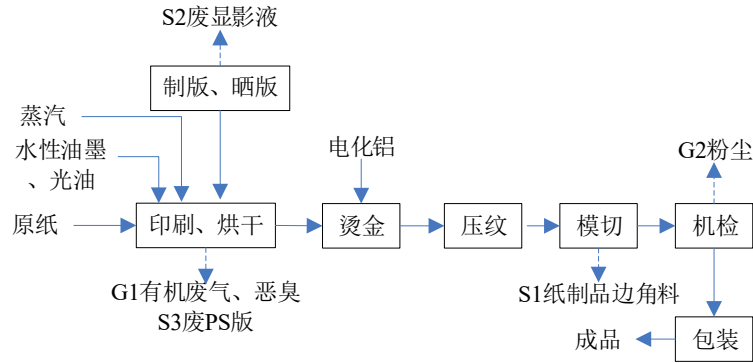 S2废显影液
制版、晒版
蒸汽
水性油墨
、光油
电化铝
G2粉尘
原纸
印刷、烘干
烫金
压纹
模切
机检
G1有机废气、恶臭
S3废PS版
S1纸制品边角料
成品
包装